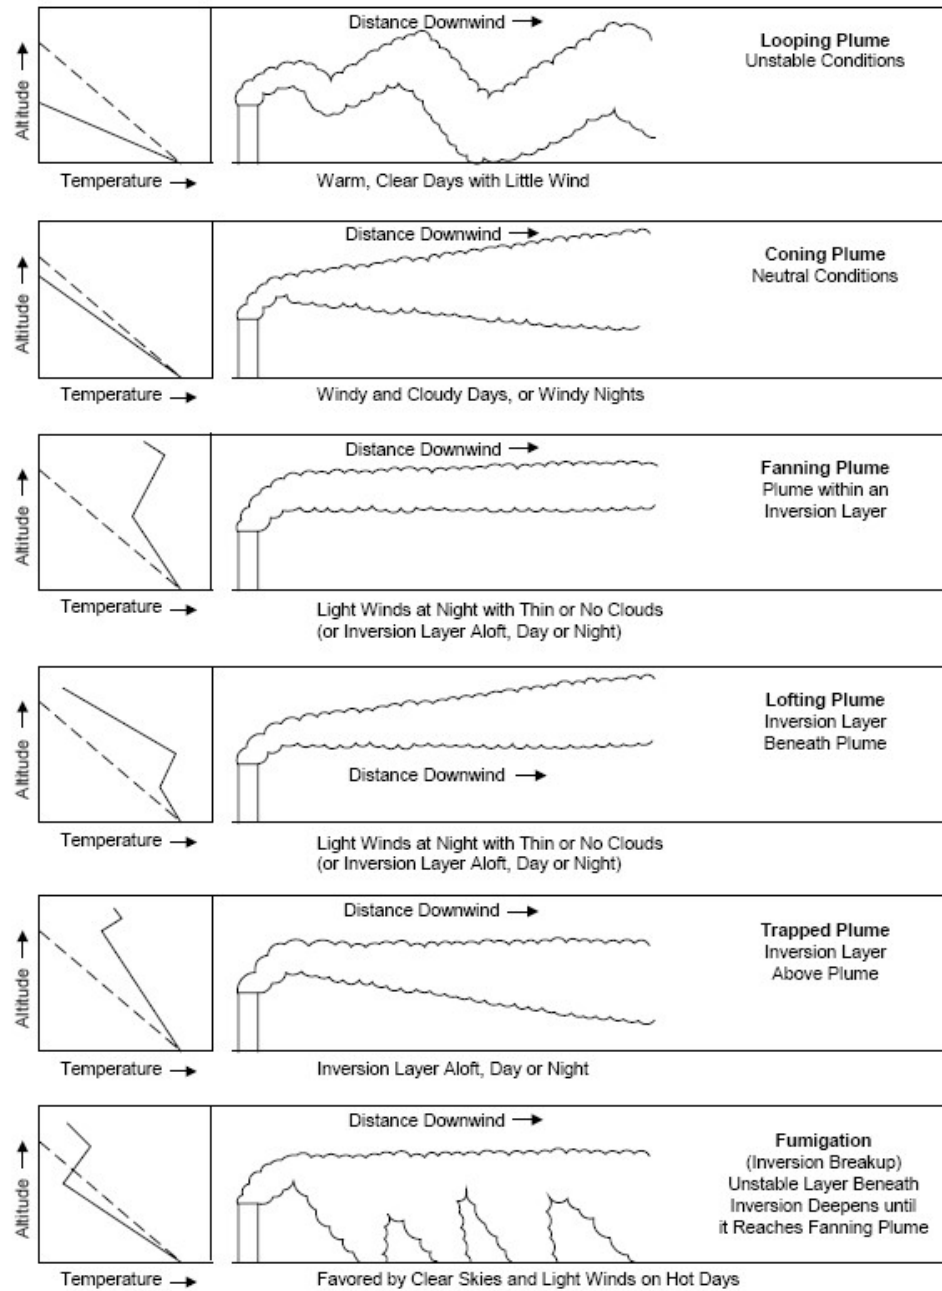 Distance Downwind
Looping Plume
Unstable Conditions
Altitude
Temperature
Warm, Clear Days with Little Wind
Distance Downwind
Coning Plume
Neutral Conditions
Altitude
Temperature
Windy and Cloudy Days, or Windy Nights
Distance Downwind
Fanning Plume
Plume within an
Inversion Layer
Altitude
Temperature
Light Winds at Night with Thin or No Clouds
(or Inversion Layer Aloft, Day or Night)
Lofting Plume
Inversion Layer
Beneath Plume
Altitude
Distance Downwind
Temperature
Light Winds at Night with Thin or No Clouds
(or Inversion Layer Aloft, Day or Night)
Distance Downwind
Trapped Plume
Inversion Layer
Above Plume
Altitude
Temperature
Inversion Layer Aloft, Day or Night
Distance Downwind
Fumigation
(Inversion Breakup)
Unstable Layer Beneath
Inversion Deepens until
it Reaches Fanning Plume
Altitude
Temperature
Favored by Clear Skies and Light Winds on Hot Days